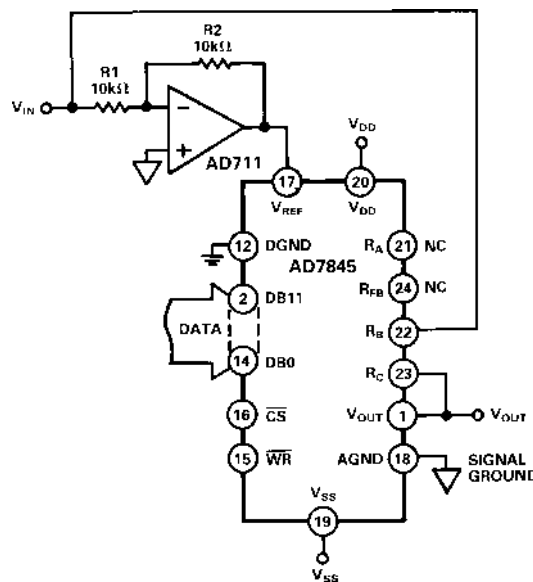 R2
10kΩ
R1
10kΩ
VIN
−
+
AD711
VDD
17
20
VREF
VDD
12
DGND
AD7845
RA
21
NC
2
DB11
RFB
24
NC
DATA
RB
22
14
DB0
RC
23
16
CS
VOUT
1
VOUT
15
WR
AGND
18
SIGNAL
GROUND
VSS
19
VSS